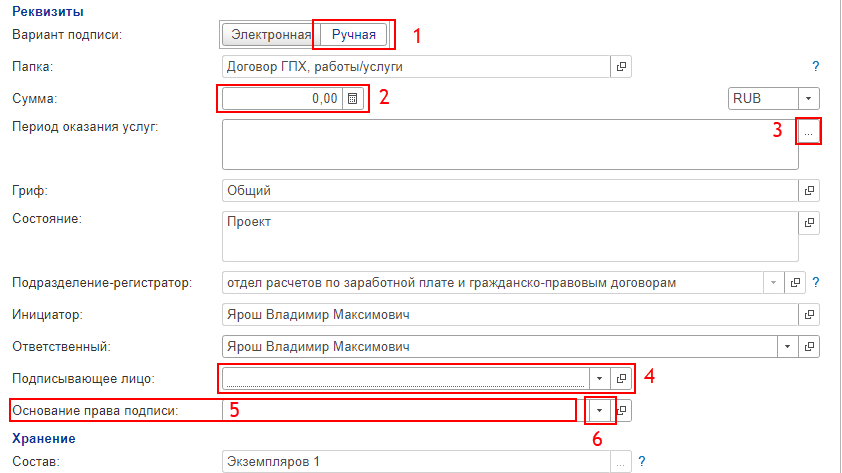 Реквизиты
Вариант подписи: Электронная Ручная 1
Папка: Договор ГПХ, работы/услуги ?
Сумма: 0,00 2 RUB
Период оказания услуг: 3 ...
Гриф: Общий
Состояние: Проект
Подразделение-регистратор: отдел расчетов по заработной плате и гражданско-правовым договорам ?
Инициатор: Ярош Владимир Максимович
Ответственный: Ярош Владимир Максимович
Подписывающее лицо: 4
Основание права подписи: 5
6
Хранение
Состав: Экземпляров 1 ... ?